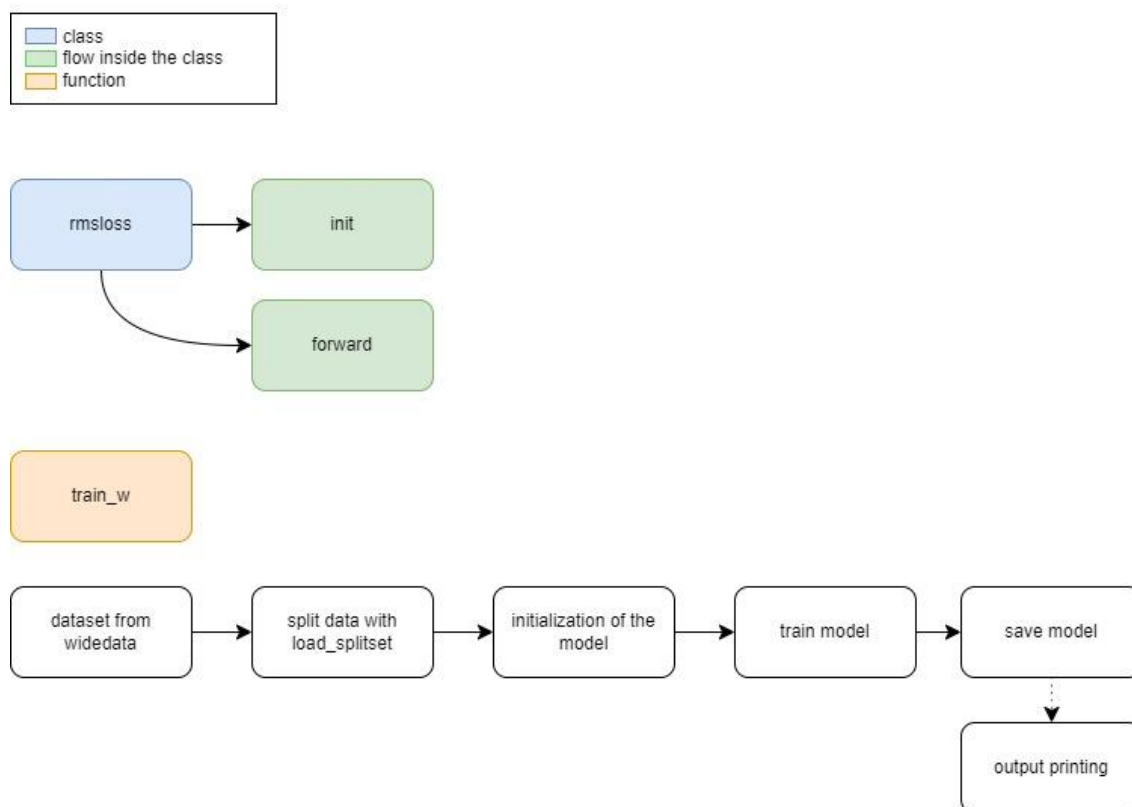 class
flow inside the class
function
rmsloss
init
forward
train_w
dataset from
widedata
split data with
load_splitset
initialization of the
model
train model
save model
output printing